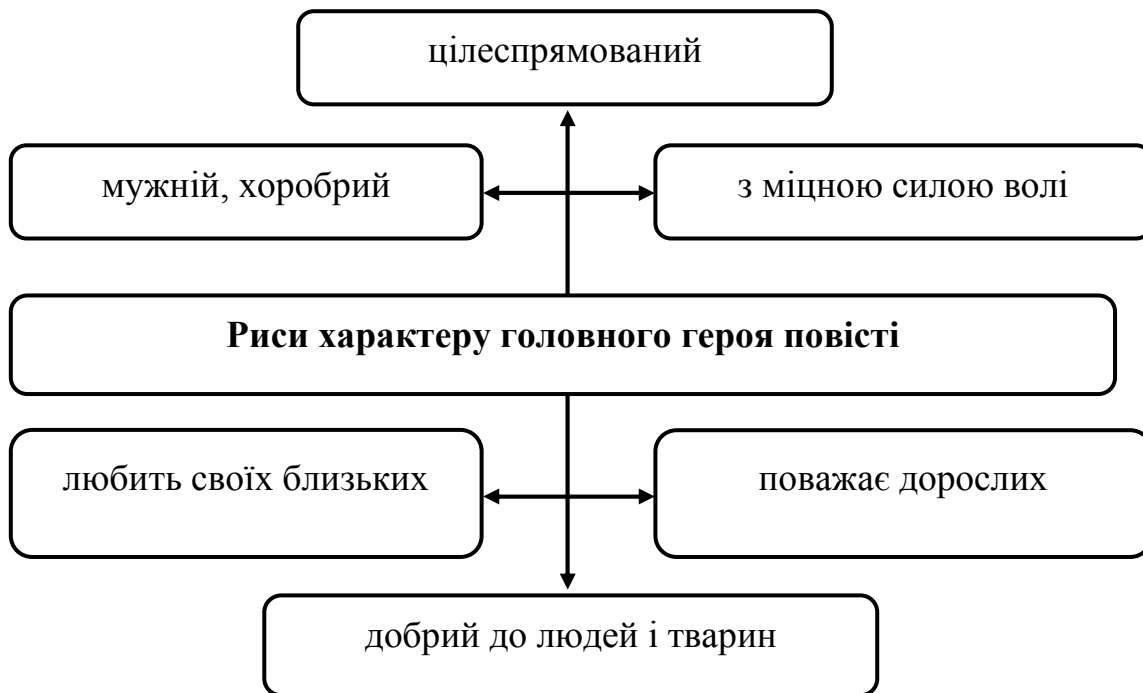 цілеспрямований
мужній, хоробрий
з міцною силою волі
Риси характеру головного героя повісті
любить своїх близьких
поважає дорослих
добрий до людей і тварин